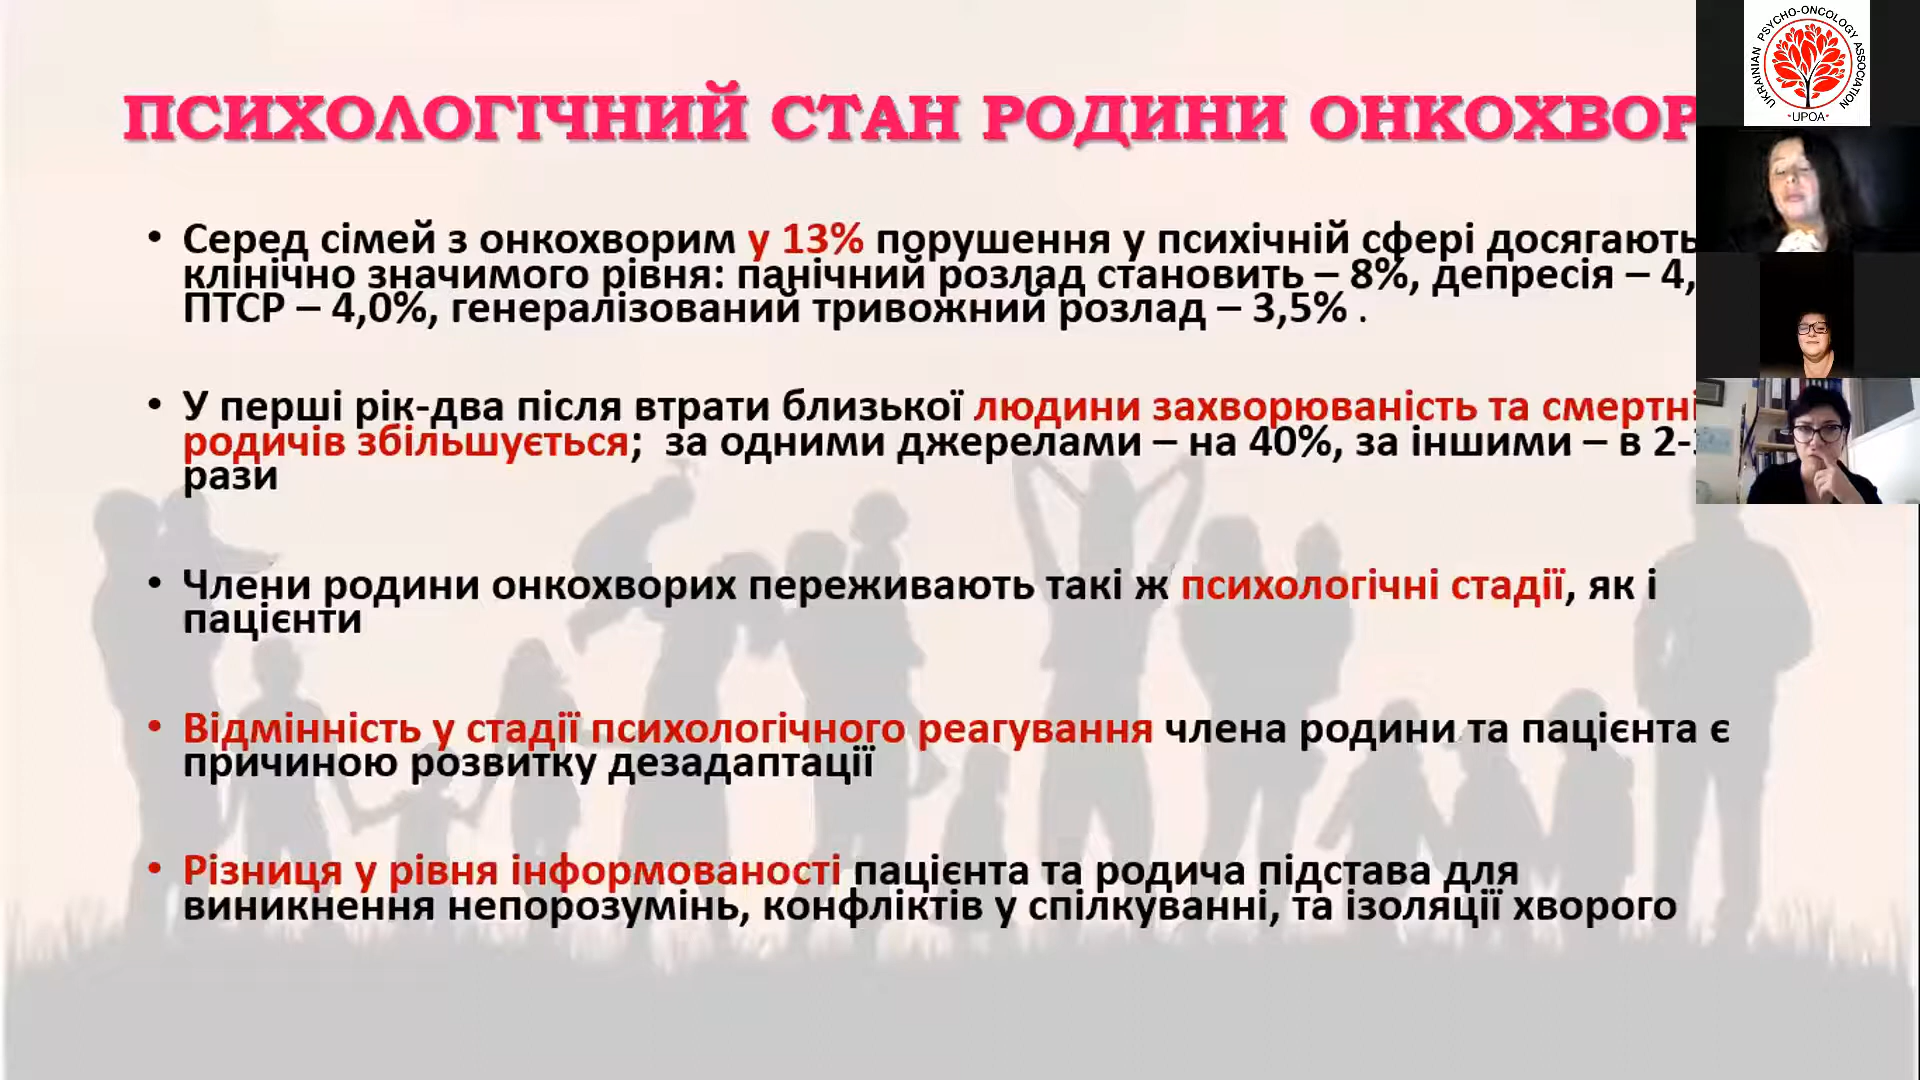 ПСИХОЛОГІЧНИЙ СТАН РОДИНИ ОНКОХВОР
• Серед сімей з онкохворим у 13% порушення у психічній сфері досягають
клінічно значимого рівня: панічний розлад становить – 8%, депресія – 4,
ПТСР – 4,0%, генералізований тривожний розлад – 3,5% .
• У перші рік-два після втрати близької людини захворюваність та смертні
родичів збільшується; за одними джерелами – на 40%, за іншими – в 2-
рази
• Члени родини онкохворих переживають такі ж психологічні стадії, як і
пацієнти
• Відмінність у стадії психологічного реагування члена родини та пацієнта є
причиною розвитку дезадаптації
• Різниця у рівня інформованості пацієнта та родича підстава для
виникнення непорозумінь, конфліктів у спілкуванні, та ізоляції хворого
UKRAINIAN PSYCHO-ONCOLOGY ASSOCIATION
•UPOA•